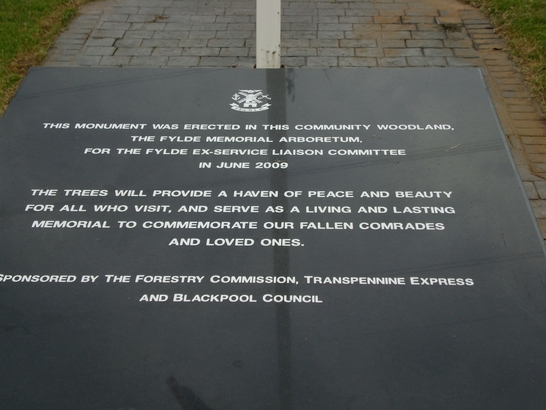 THIS MONUMENT WAS ERECTED IN THIS COMMUNITY WOODLAND,
THE FYLDE MEMORIAL ARBORETUM,
FOR THE FYLDE EX-SERVICE LIAISON COMMITTEE
IN JUNE 2009
THE TREES WILL PROVIDE A HAVEN OF PEACE AND BEAUTY
FOR ALL WHO VISIT, AND SERVE AS A LIVING AND LASTING
MEMORIAL TO COMMEMORATE OUR FALLEN COMRADES
AND LOVED ONES.
SPONSORED BY THE FORESTRY COMMISSION, TRANSPENNINE EXPRESS
AND BLACKPOOL COUNCIL